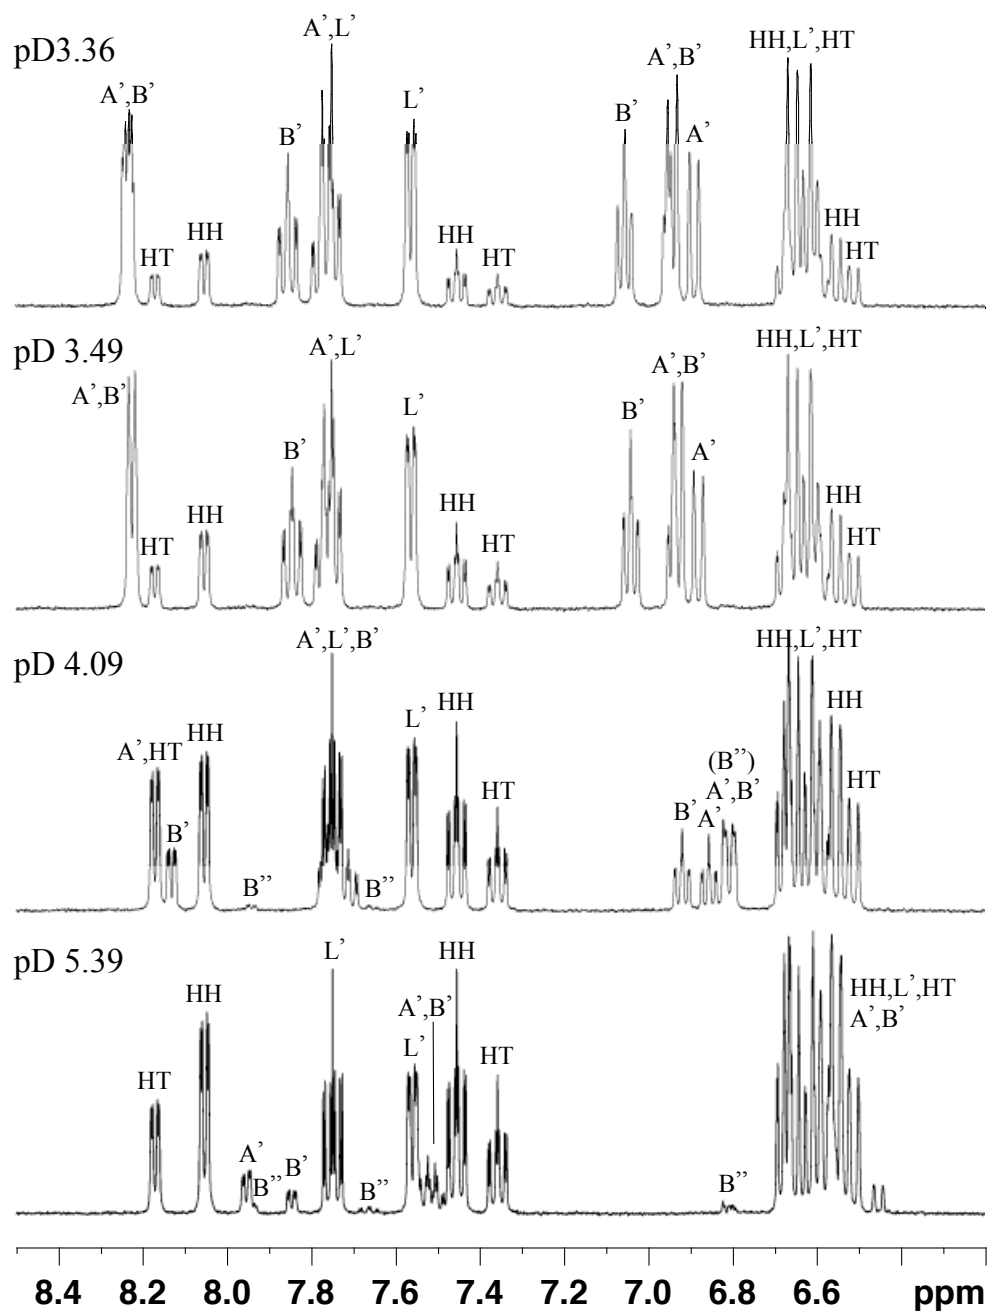 pD3.36
A’,B’
HT
HH
B’
A’,L’
L’
HH
HT
B’
A’,B’
A’
HH,L’,HT
HH
HT
pD 3.49
A’,B’
HT
HH
B’
A’,L’
L’
HH
HT
B’
A’,B’
A’
HH,L’,HT
HH
HT
pD 4.09
A’,HT
B’
HH
B’’
A’,L’,B’
B’’
L’
HH
HT
B’
A’
(B’’)
A’,B’
HH,L’,HT
HH
HT
pD 5.39
HT
HH
A’
B’’
B’
L’
B’’
L’
A’,B’
HH
HT
B’’
HH,L’,HT
A’,B’
8.4 8.2 8.0 7.8 7.6 7.4 7.2 7.0 6.8 6.6 ppm